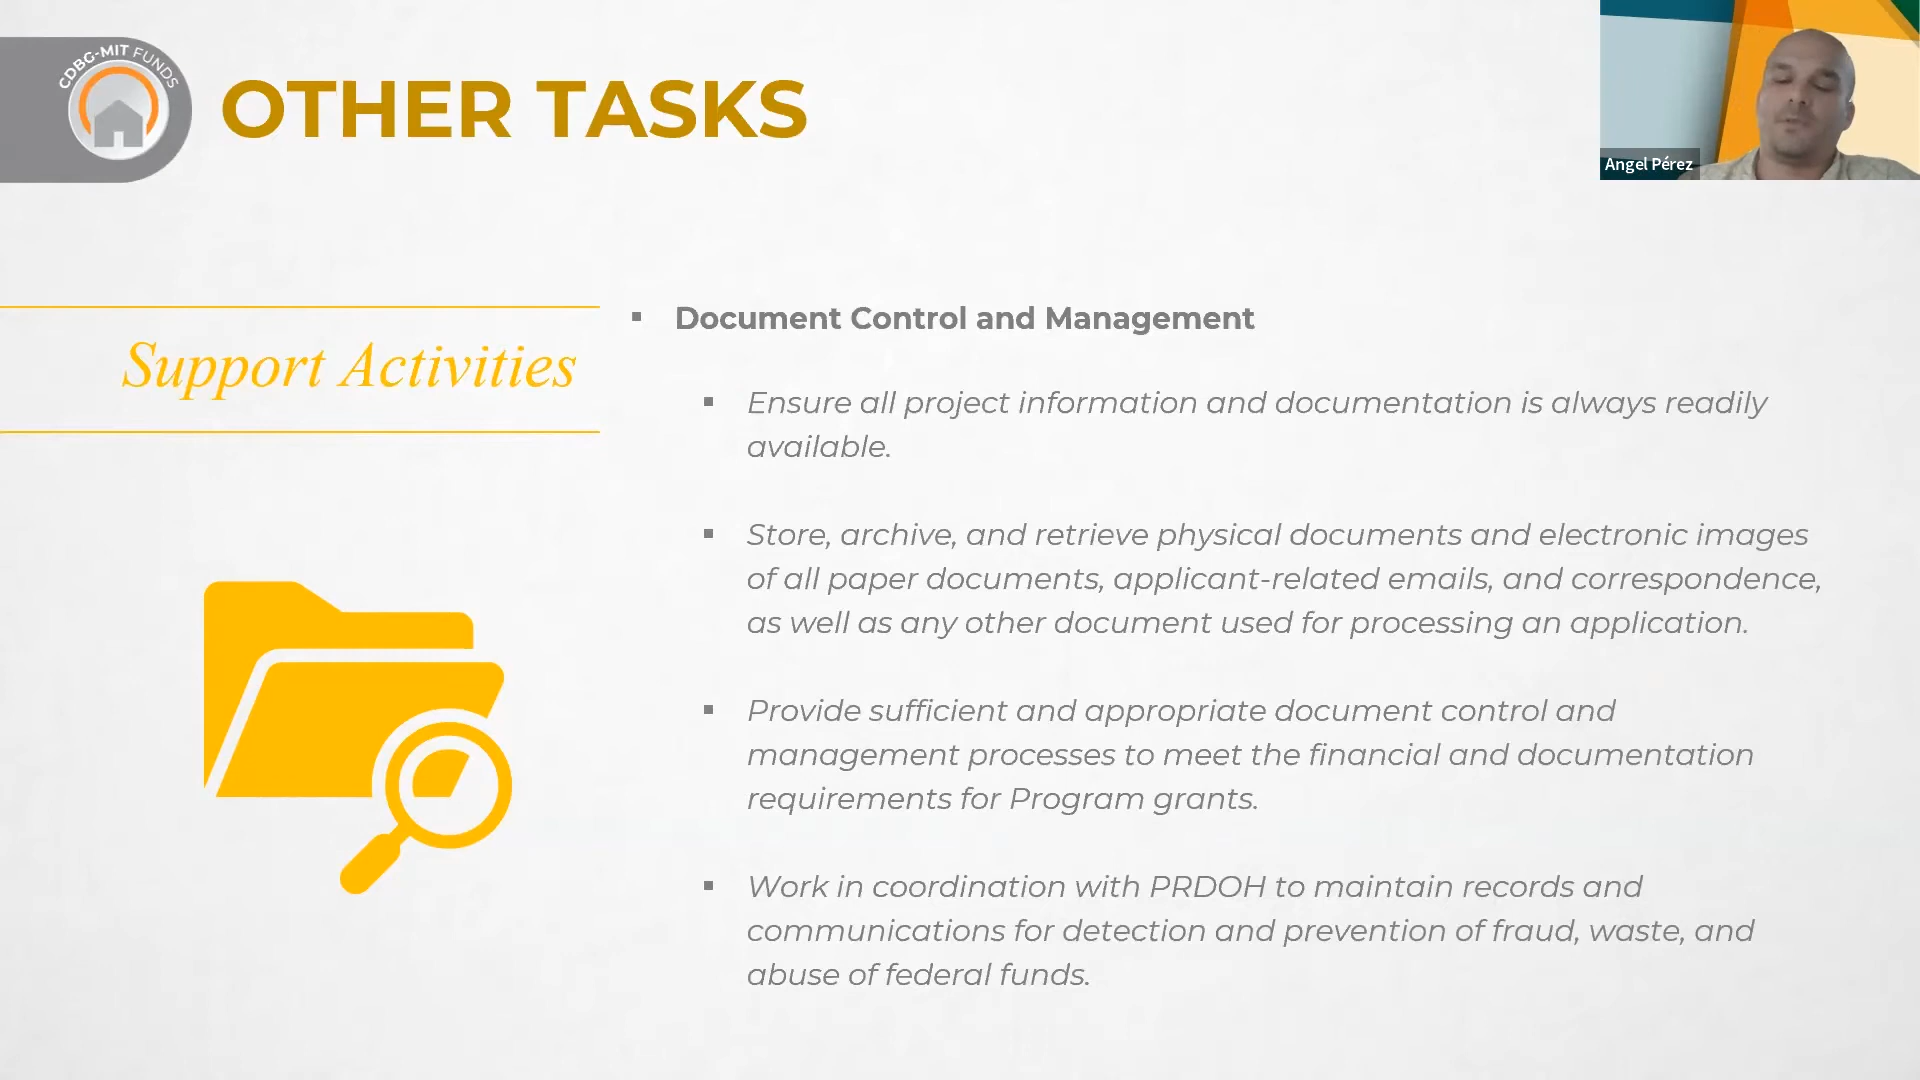 CDBG-MIT FUNDS
OTHER TASKS
Angel Pérez
Support Activities
▪ Document Control and Management
▪ Ensure all project information and documentation is always readily
available.
▪ Store, archive, and retrieve physical documents and electronic images
of all paper documents, applicant-related emails, and correspondence,
as well as any other document used for processing an application.
▪ Provide sufficient and appropriate document control and
management processes to meet the financial and documentation
requirements for Program grants.
▪ Work in coordination with PRDOH to maintain records and
communications for detection and prevention of fraud, waste, and
abuse of federal funds.